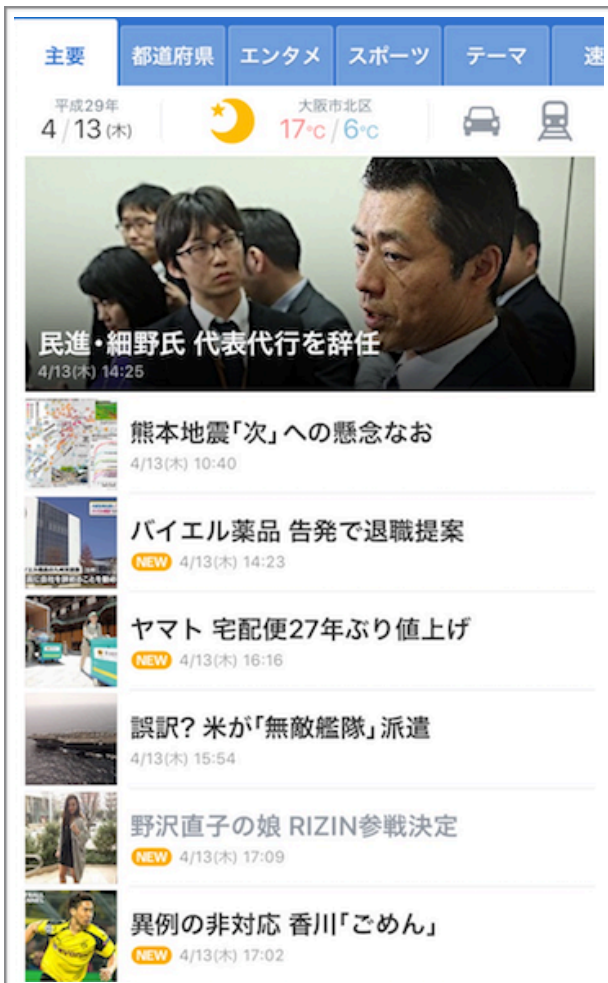 主要
都道府県
エンタメ
スポーツ
テーマ
速
平成29年
4/13(木)
大阪市北区
17℃/6℃
民進・細野氏 代表代行を辞任
4/13(木) 14:25
熊本地震「次」への懸念なお
4/13(木) 10:40
バイエル薬品 告発で退職提案
NEW 4/13(木) 14:23
ヤマト 宅配便27年ぶり値上げ
NEW 4/13(木) 16:16
誤訳? 米が「無敵艦隊」派遣
4/13(木) 15:54
野沢直子の娘 RIZIN参戦決定
NEW 4/13(木) 17:09
異例の非対応 香川「ごめん」
NEW 4/13(木) 17:02